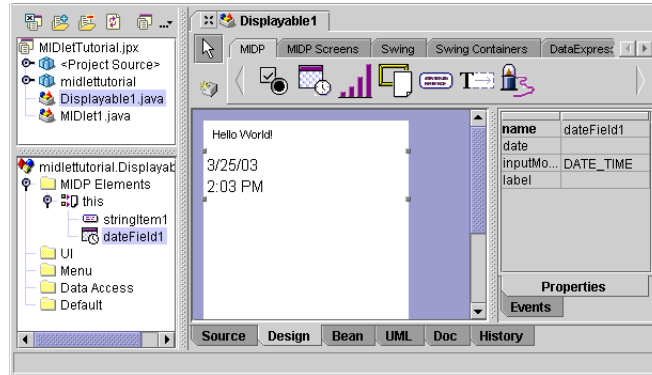 Displayable1
MIDletTutorial.jpx
<Project Source>
midlettutorial
Displayable1.java
MIDlet1.java
MIDP
MIDP Screens
Swing
Swing Containers
DataExpres
midlettutorial.Displayab
MIDP Elements
this
stringItem1
dateField1
UI
Menu
Data Access
Default
Hello World!
3/25/03
2:03 PM
name dateField1
date
inputMo... DATE_TIME
label
Properties
Events
Source Design Bean UML Doc History